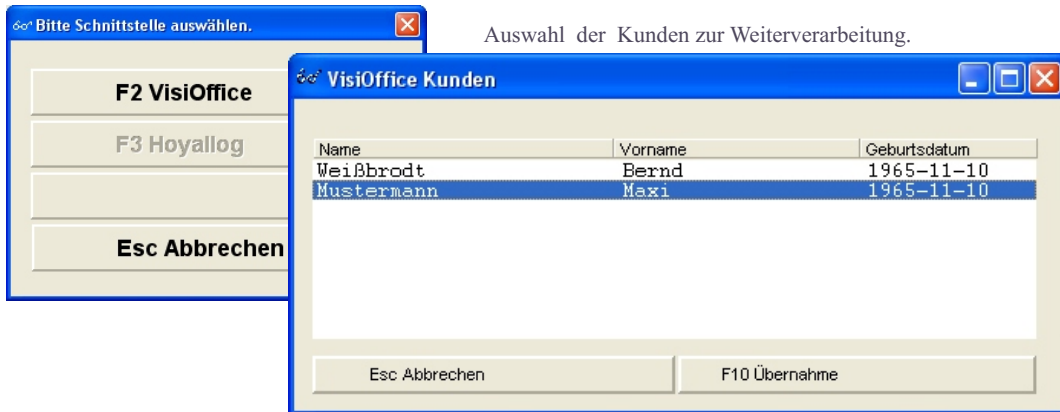 Bitte Schnittstelle auswählen.
F2 VisiOffice
F3 Hoyallog
Esc Abbrechen
Auswahl der Kunden zur Weiterverarbeitung.
VisiOffice Kunden
Name Vorname Geburtsdatum
Weißbrodt Bernd 1965-11-10
Mustermann Maxi 1965-11-10
Esc Abbrechen F10 Übernahme